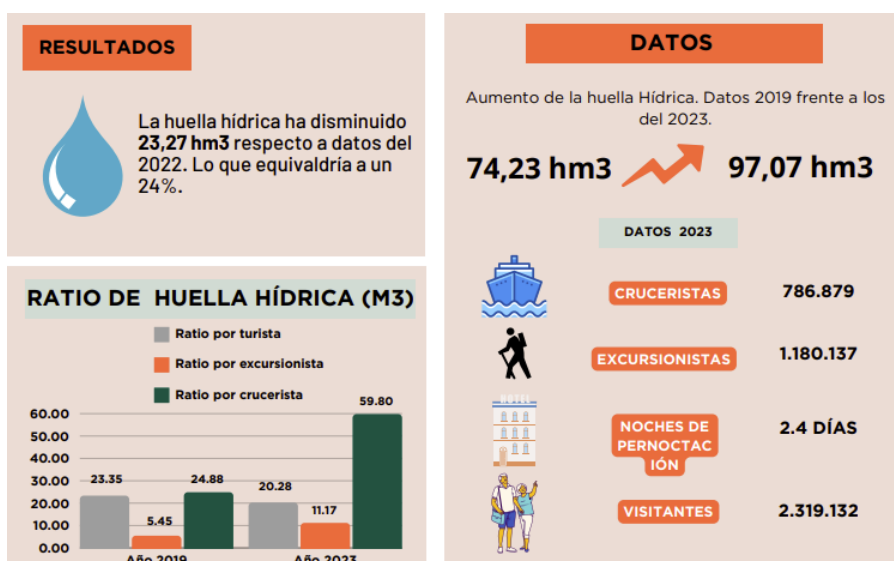 RESULTADOS
La huella hídrica ha disminuido
23,27 hm3 respecto a datos del
2022. Lo que equivaldría a un
24%.
RATIO DE HUELLA HÍDRICA (M3)
Ratio por turista
Ratio por excursionista
Ratio por crucerista
60.00
50.00
40.00
30.00
20.00
10.00
0.00
23.35
5.45
24.88
20.28
11.17
59.80
Año 2019
Año 2023
DATOS
Aumento de la huella Hídrica. Datos 2019 frente a los
del 2023.
74,23 hm3
97,07 hm3
DATOS 2023
CRUCERISTAS
786.879
EXCURSIONISTAS
1.180.137
HOTEL
NOCHES DE
PERNOCTAC
IÓN
2.4 DÍAS
VISITANTES
2.319.132